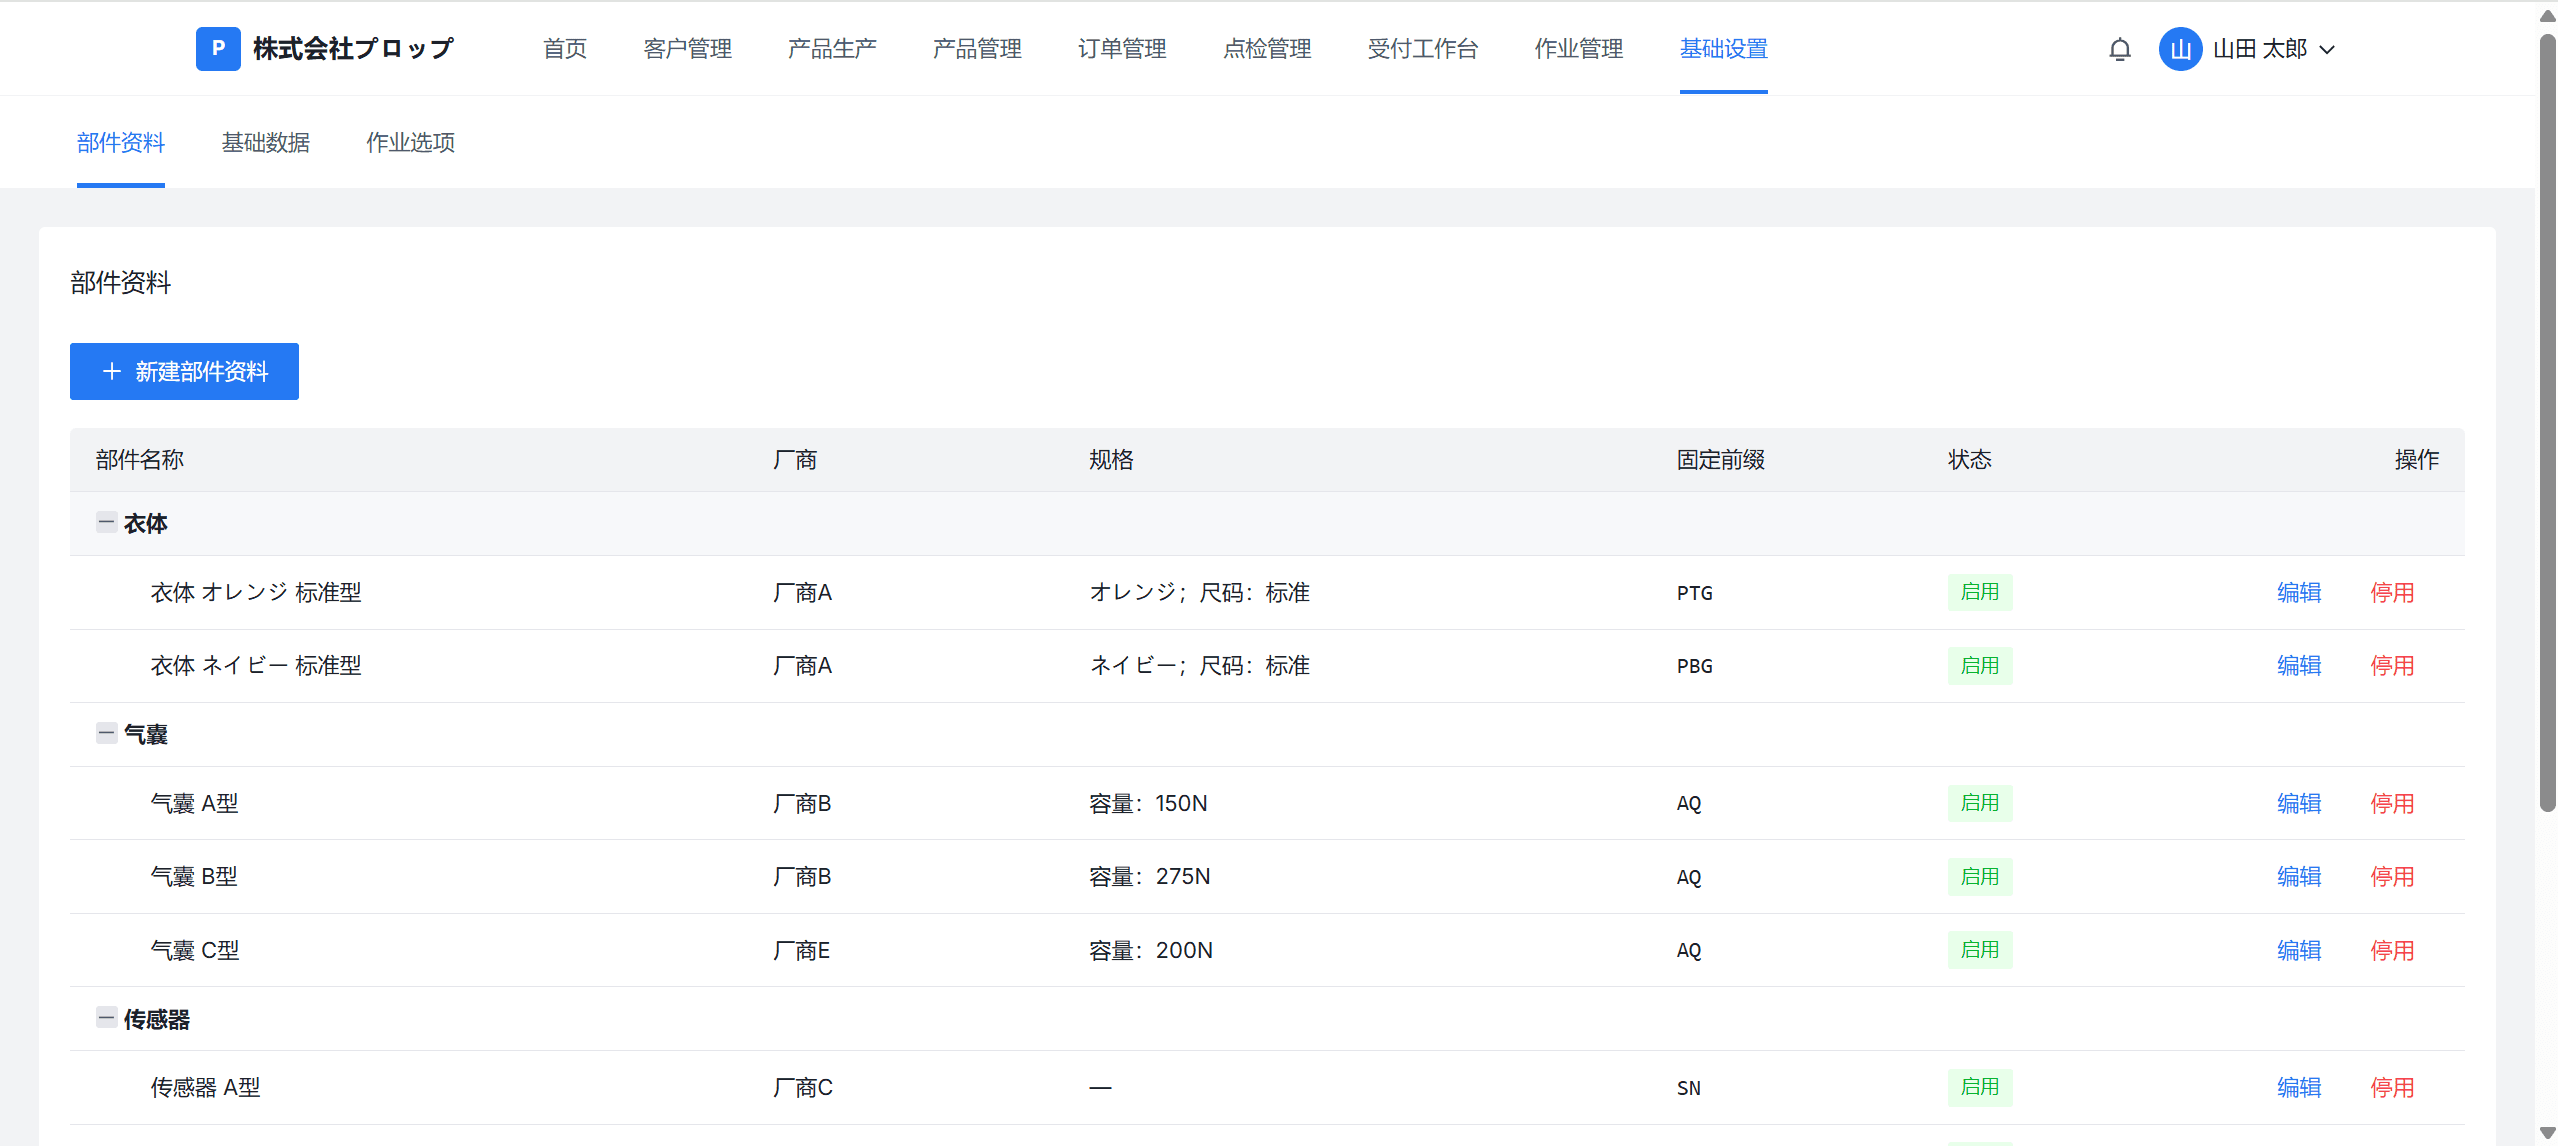 P 株式会社プロップ 首页 客户管理 产品生产 产品管理 订单管理 点检管理 受付工作台 作业管理 基础设置 山 山田 太郎
部件资料 基础数据 作业选项
部件资料
新建部件资料
部件名称 厂商 规格 固定前缀 状态 操作
衣体
衣体 オレンジ 标准型 厂商A オレンジ；尺码：标准 PTG 启用 编辑 停用
衣体 ネイビー 标准型 厂商A ネイビー；尺码：标准 PBG 启用 编辑 停用
气囊
气囊 A型 厂商B 容量：150N AQ 启用 编辑 停用
气囊 B型 厂商B 容量：275N AQ 启用 编辑 停用
气囊 C型 厂商E 容量：200N AQ 启用 编辑 停用
传感器
传感器 A型 厂商C — SN 启用 编辑 停用